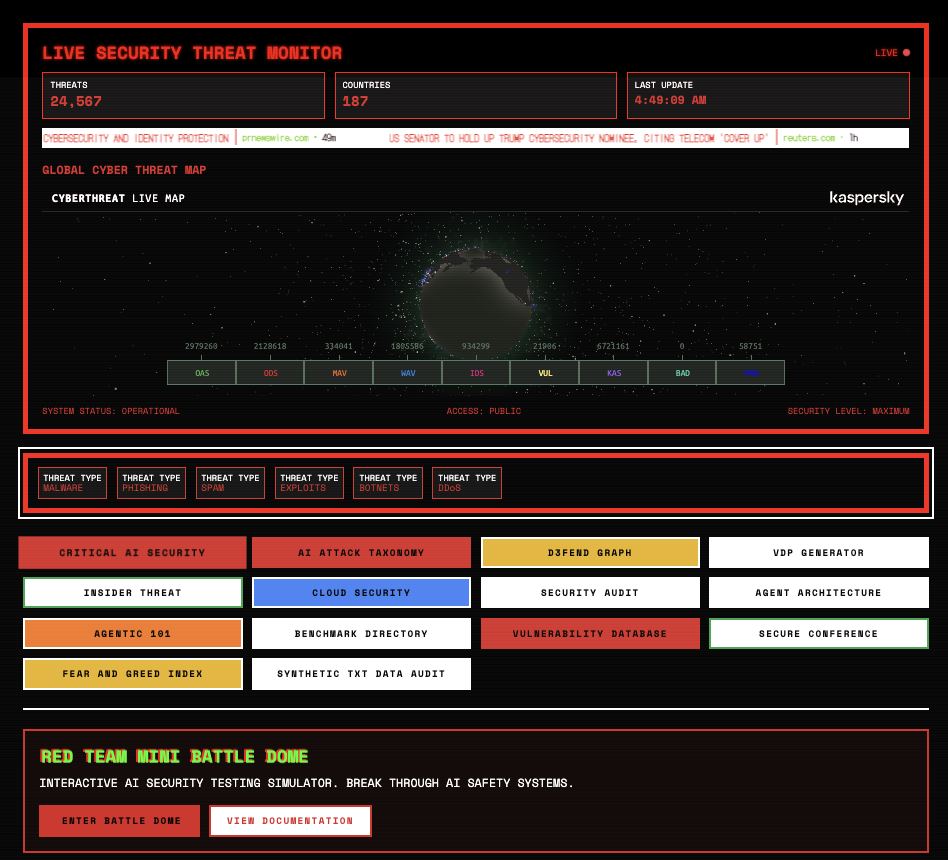 LIVE SECURITY THREAT MONITOR
LIVE
THREATS
24,567
COUNTRIES
187
LAST UPDATE
4:49:09 AM
CYBERSECURITY AND IDENTITY PROTECTION | prnewswire.com · 49m US SENATOR TO HOLD UP TRUMP CYBERSECURITY NOMINEE, CITING TELECOM 'COVER UP' | reuters.com · 1h
GLOBAL CYBER THREAT MAP
CYBERTHREAT LIVE MAP
kaspersky
2979260 2128618 334041 1805586 934299 21906 6721161 0 58751
OAS ODS MAV WAV IDS VUL KAS BAD
SYSTEM STATUS: OPERATIONAL
ACCESS: PUBLIC
SECURITY LEVEL: MAXIMUM
THREAT TYPE
MALWARE
THREAT TYPE
PHISHING
THREAT TYPE
SPAM
THREAT TYPE
EXPLOITS
THREAT TYPE
BOTNETS
THREAT TYPE
DDoS
CRITICAL AI SECURITY
AI ATTACK TAXONOMY
D3FEND GRAPH
VDP GENERATOR
INSIDER THREAT
CLOUD SECURITY
SECURITY AUDIT
AGENT ARCHITECTURE
AGENTIC 101
BENCHMARK DIRECTORY
VULNERABILITY DATABASE
SECURE CONFERENCE
FEAR AND GREED INDEX
SYNTHETIC TXT DATA AUDIT
RED TEAM MINI BATTLE DOME
INTERACTIVE AI SECURITY TESTING SIMULATOR. BREAK THROUGH AI SAFETY SYSTEMS.
ENTER BATTLE DOME
VIEW DOCUMENTATION